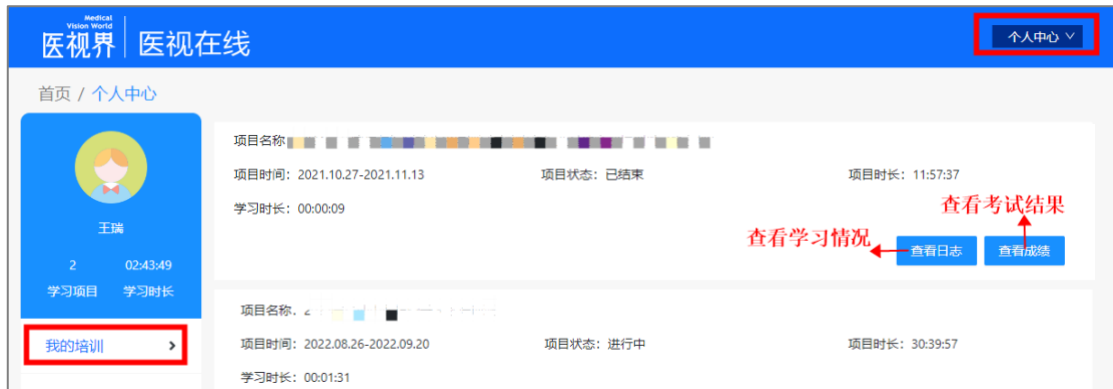 Medical
Vision World
医视界 医视在线
个人中心
首页 / 个人中心
王瑞
2 02:43:49
学习项目 学习时长
我的培训
项目名称
项目时间：2021.10.27-2021.11.13 项目状态：已结束 项目时长：11:57:37
学习时长：00:00:09
查看考试结果
查看学习情况
查看日志 查看成绩
项目名称
项目时间：2022.08.26-2022.09.20 项目状态：进行中 项目时长：30:39:57
学习时长：00:01:31